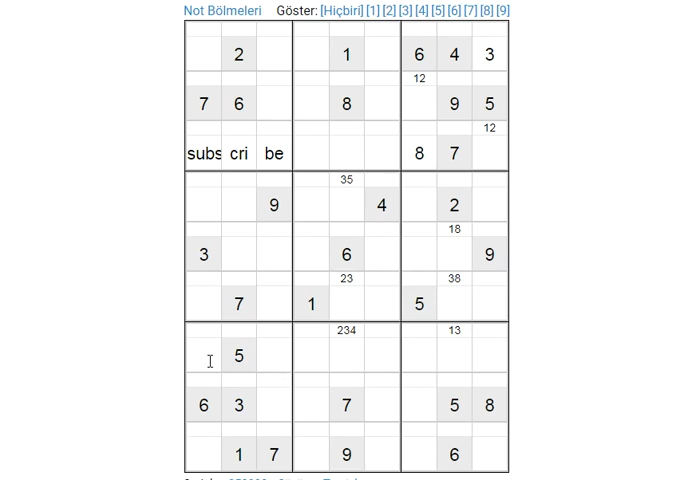 Not Bölmeleri Göster: [Hiçbiri] [1] [2] [3] [4] [5] [6] [7] [8] [9]
2 1 6 4 3
12
7 6 8 9 5
12
subs cri be 8 7
35
9 4 2
18
3 6 9
23 38
7 1 5
234 13
5
6 3 7 5 8
1 7 9 6